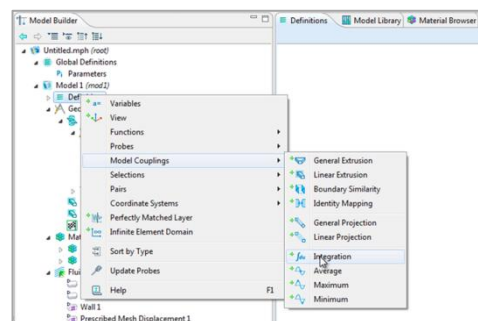 Model Builder
Definitions
Model Library
Material Browser
Untitled.mph (root)
Global Definitions
Parameters
Model 1 (mod1)
Variables
View
Functions
Probes
Model Couplings
Selections
Pairs
Coordinate Systems
Perfectly Matched Layer
Infinite Element Domain
Sort by Type
Update Probes
Help F1
General Extrusion
Linear Extrusion
Boundary Similarity
Identity Mapping
General Projection
Linear Projection
Integration
Average
Maximum
Minimum
Wall 1
Prescribed Mesh Displacement 1